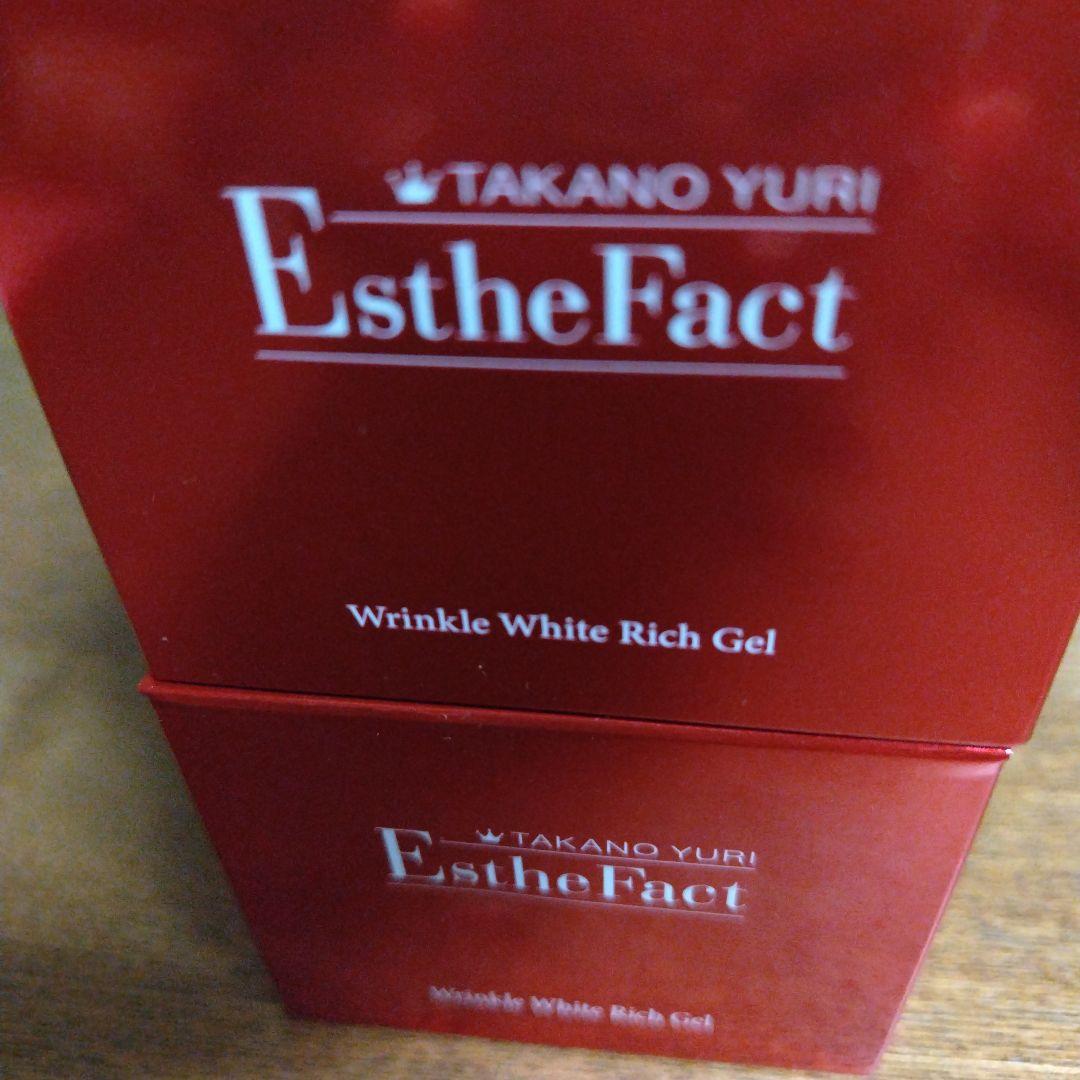 TAKANO YURI
EstheFact
Wrinkle White Rich Gel
TAKANO YURI
EstheFact
Wrinkle White Rich Gel